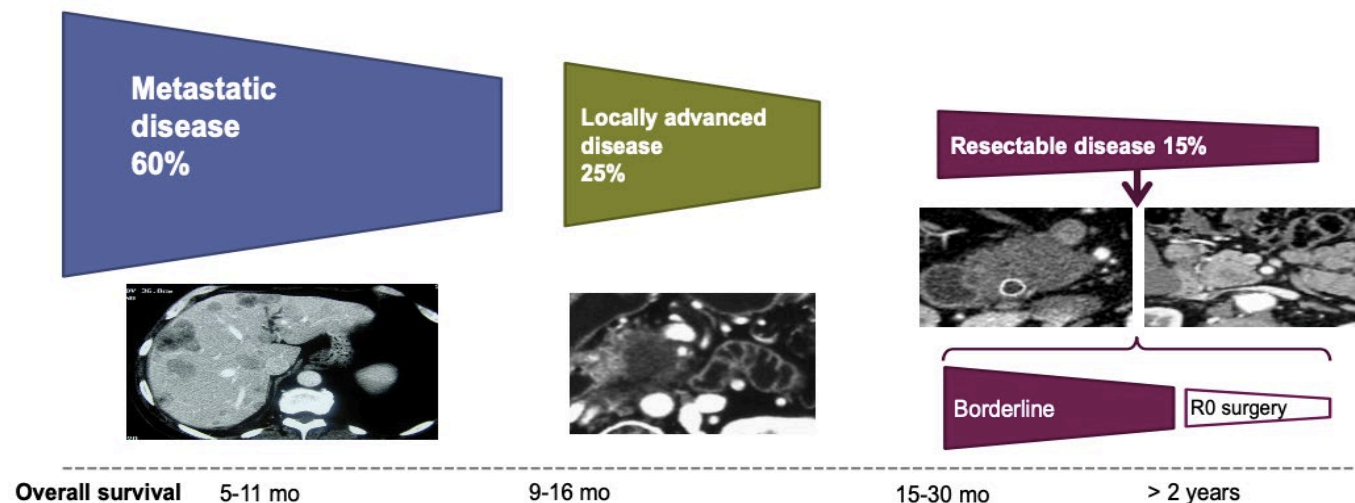 Metastatic
disease
60%
Locally advanced
disease
25%
Resectable disease 15%
Borderline
R0 surgery
Overall survival 5-11 mo 9-16 mo 15-30 mo > 2 years